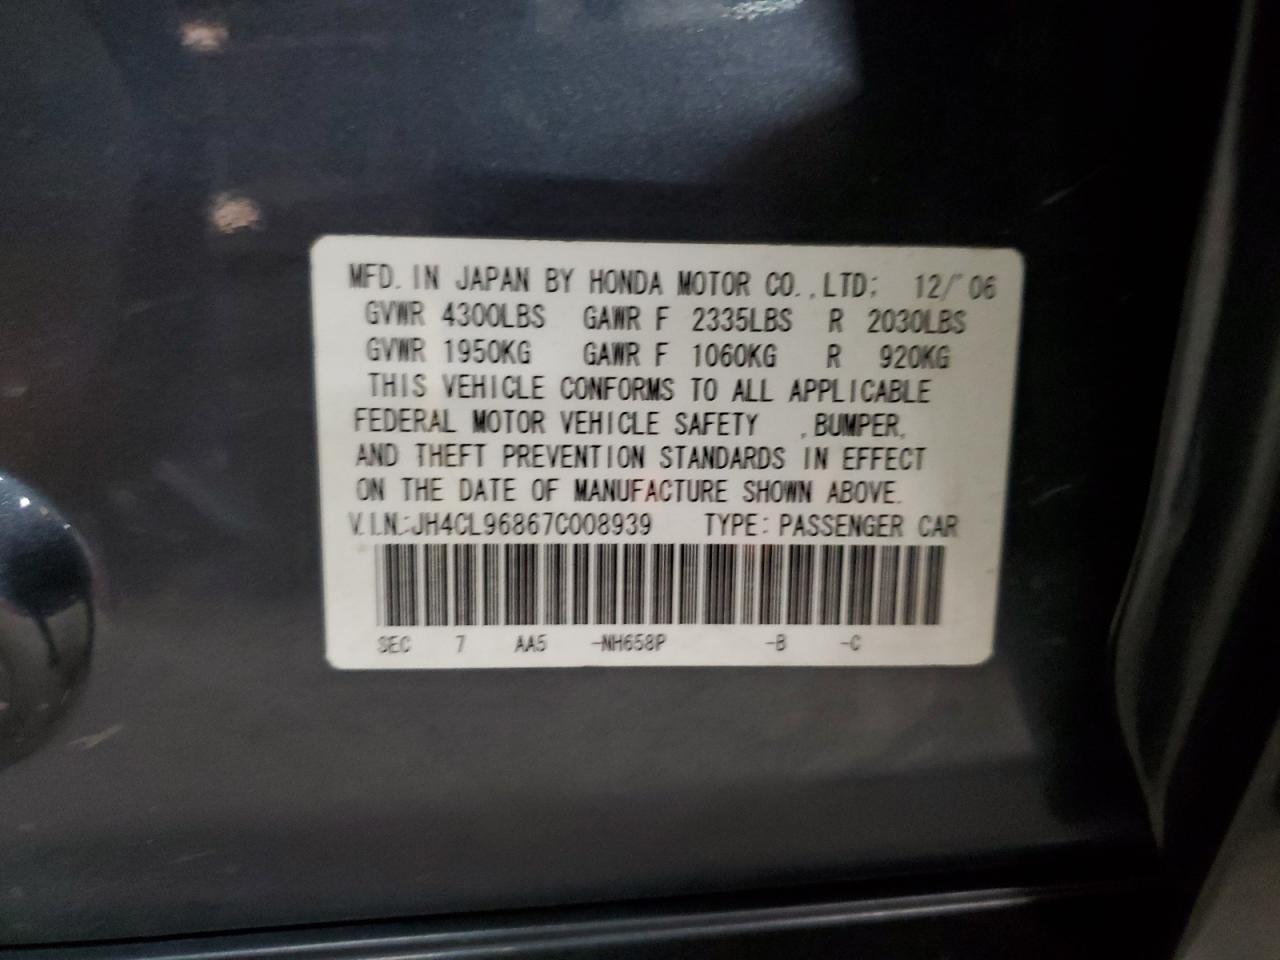 MFD. IN JAPAN BY HONDA MOTOR CO.,LTD; 12/'06
GVWR 4300LBS GAWR F 2335LBS R 2030LBS
GVWR 1950KG GAWR F 1060KG R 920KG
THIS VEHICLE CONFORMS TO ALL APPLICABLE
FEDERAL MOTOR VEHICLE SAFETY ,BUMPER,
AND THEFT PREVENTION STANDARDS IN EFFECT
ON THE DATE OF MANUFACTURE SHOWN ABOVE.
V.I.N.:JH4CL96867C008939 TYPE: PASSENGER CAR
SEC 7 AA5 -NH658P -B -C